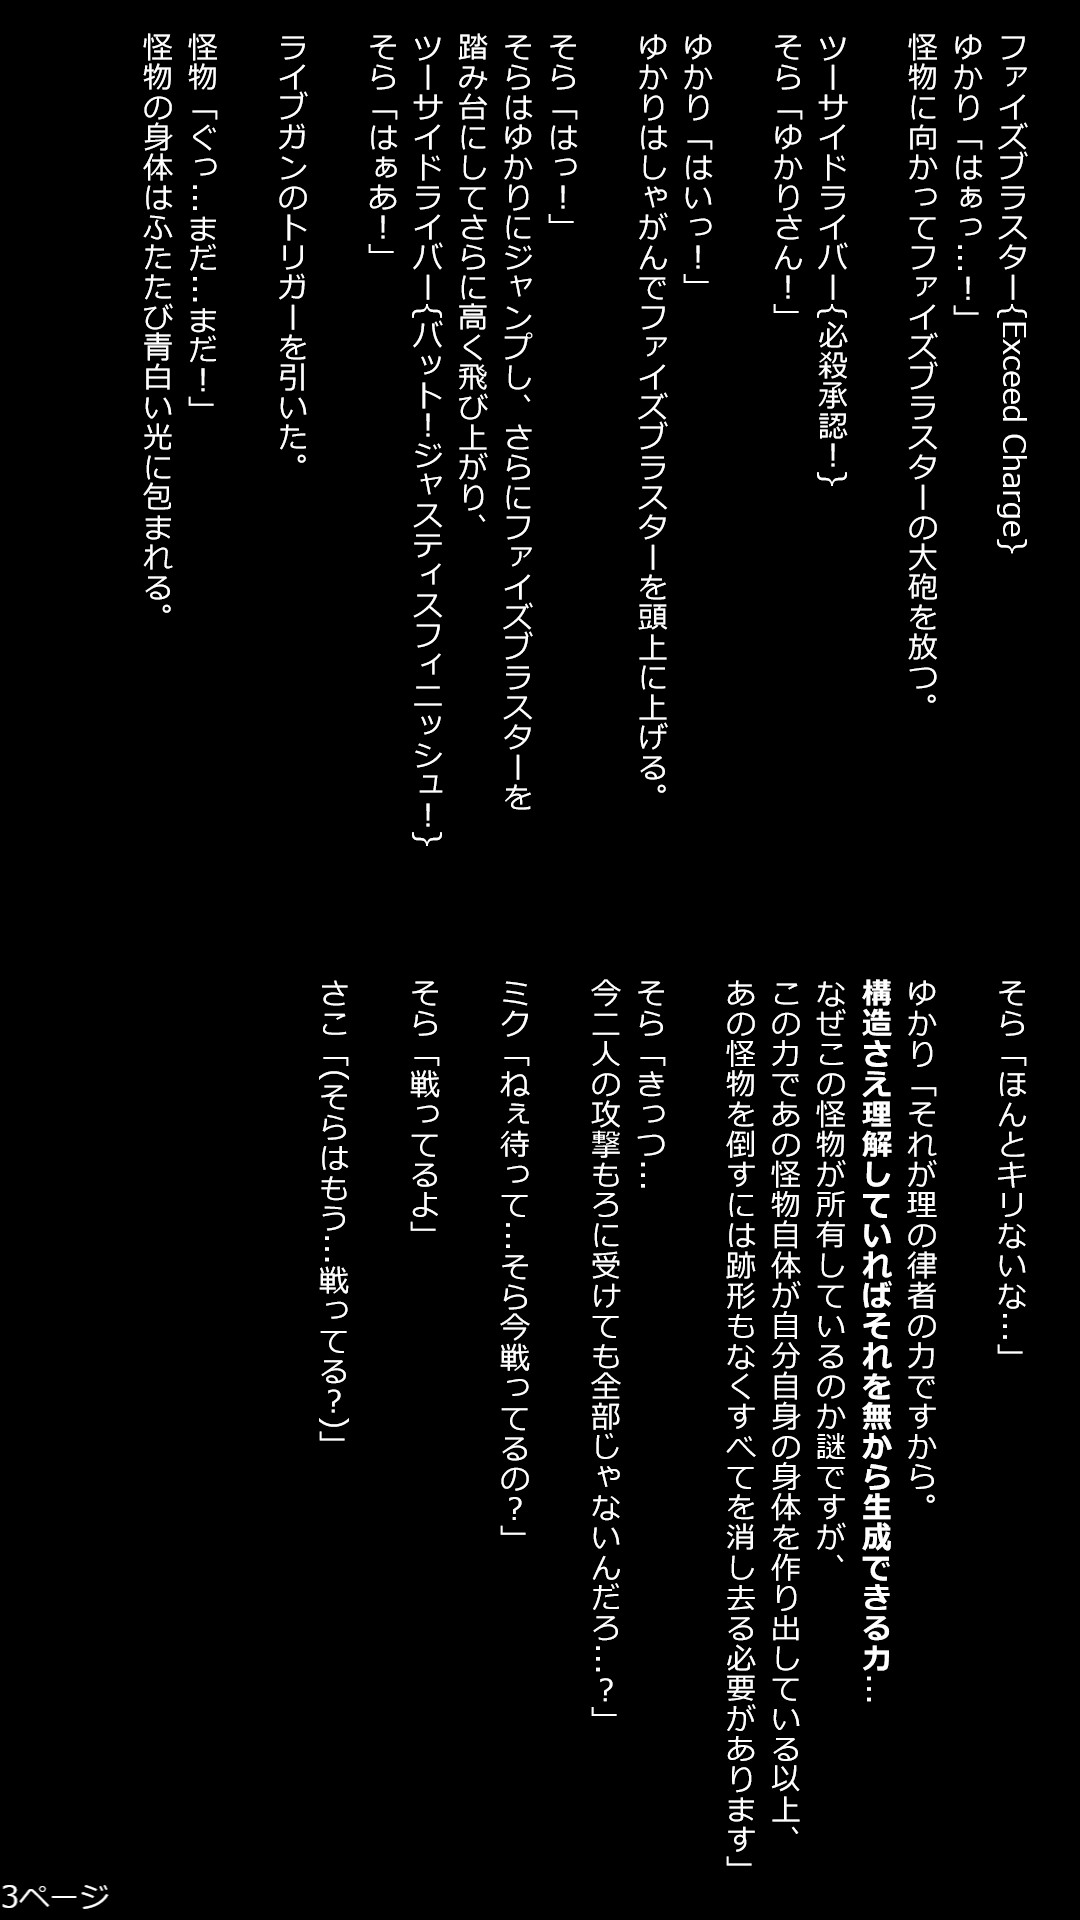 ファイズブラスター{Exceed Charge}
ゆかり「はぁっ…！」
怪物に向かってファイズブラスターの大砲を放つ。
ツーサイドライバー{必殺承認！}
そら「ゆかりさん！」
ゆかり「はいっ！」
ゆかりはしゃがんでファイズブラスターを頭上に上げる。
そら「はっ！」
そらはゆかりにジャンプし、さらにファイズブラスターを
踏み台にしてさらに高く飛び上がり、
ツーサイドライバー{バット！ジャスティスフィニッシュ！}
そら「はぁあ！」
ライブガンのトリガーを引いた。
怪物「ぐっ…まだ…まだ！」
怪物の身体はふたたび青白い光に包まれる。
そら「ほんとキリないな…」
ゆかり「それが理の律者の力ですから。
構造さえ理解していればそれを無から生成できる力…
なぜこの怪物が所有しているのか謎ですが、
この力であの怪物自体が自分自身の身体を作り出している以上、
あの怪物を倒すには跡形もなくすべてを消し去る必要があります」
そら「きっつ…
今二人の攻撃もろに受けても全部じゃないんだろ…？」
ミク「ねぇ待って…そら今戦ってるの？」
そら「戦ってるよ」
さこ「(そらはもう…戦ってる？)」
3ページ